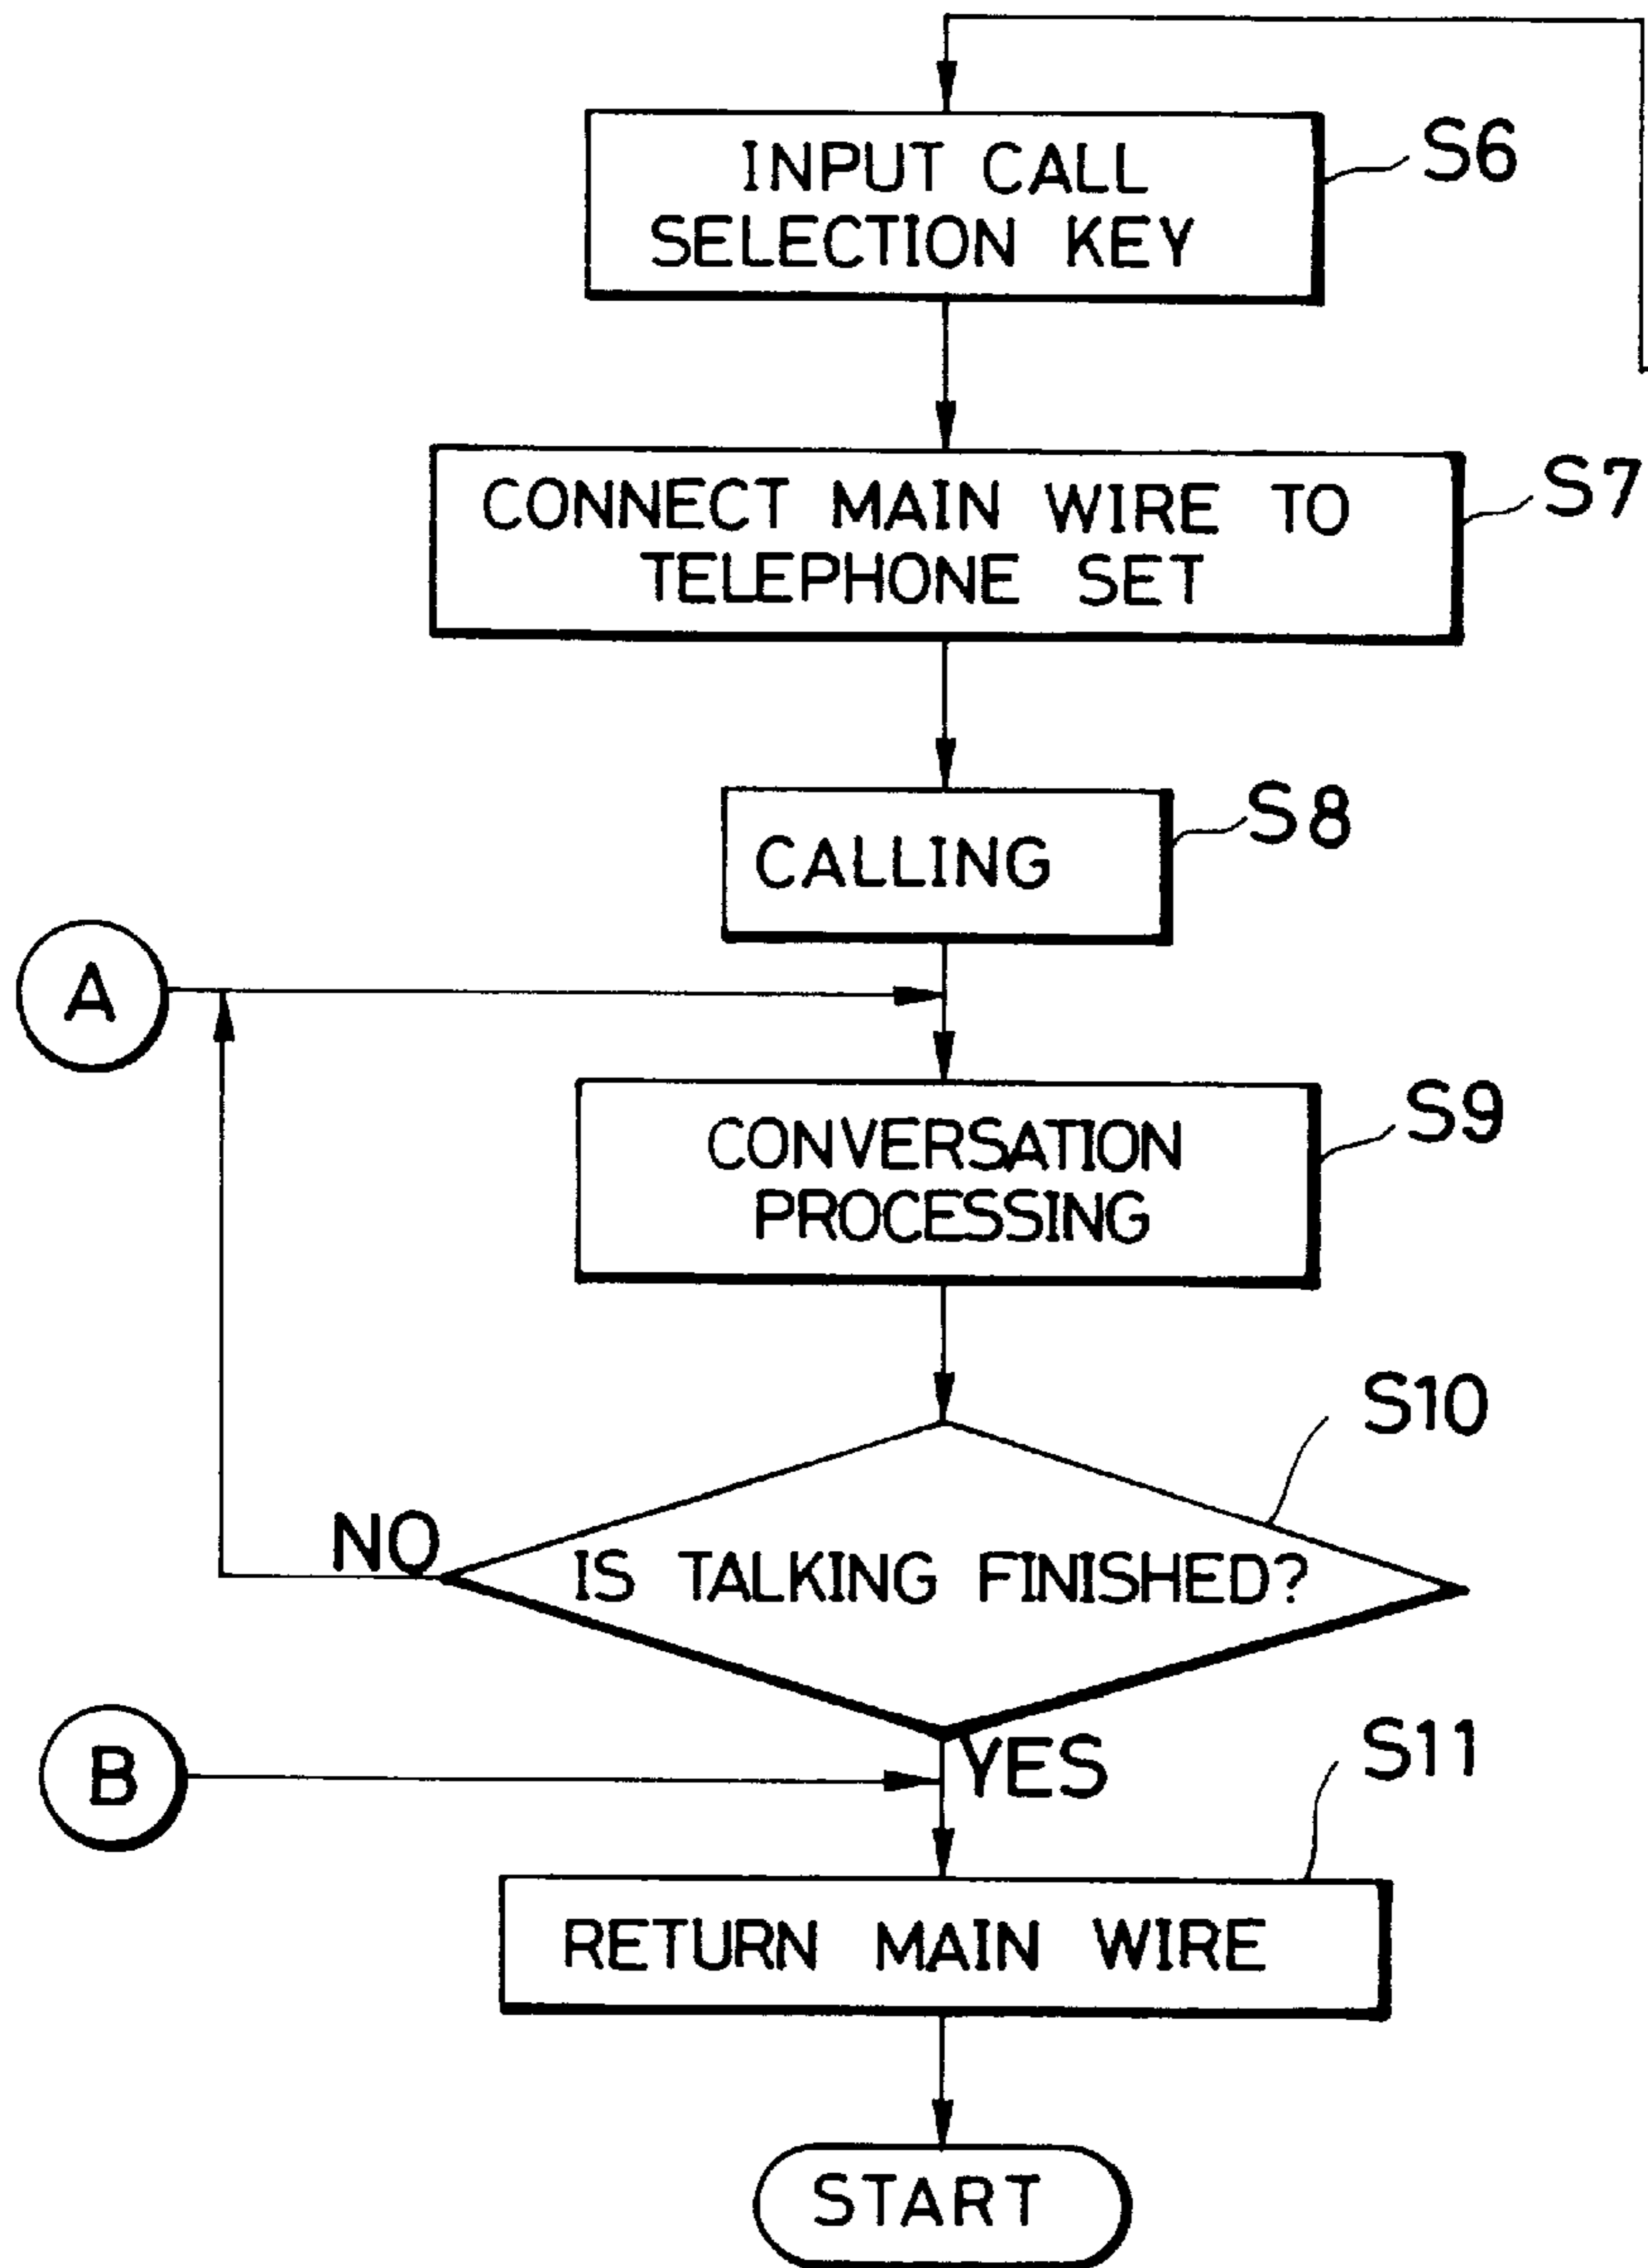 INPUT CALL
SELECTION KEY
S6
CONNECT MAIN WIRE TO
TELEPHONE SET
S7
CALLING
S8
A
CONVERSATION
PROCESSING
S9
S10
NO
IS TALKING FINISHED?
YES
B
S11
RETURN MAIN WIRE
START